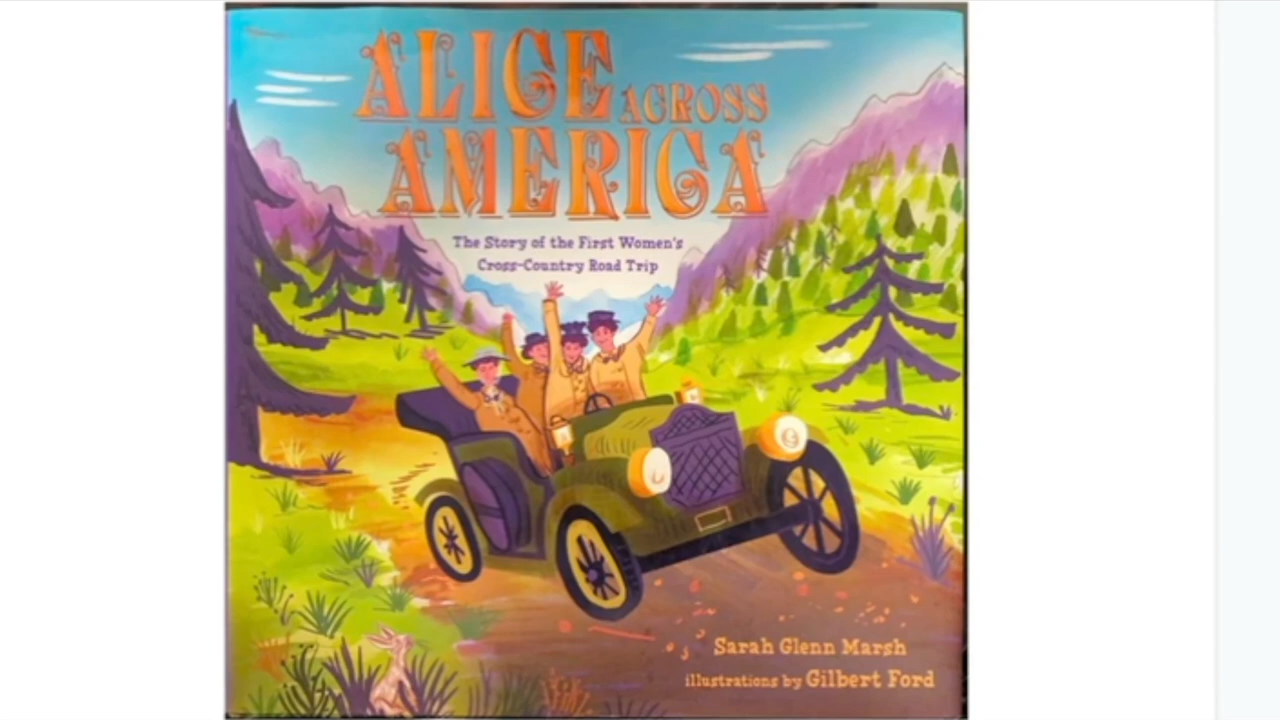 ALICE ACROSS
AMERICA
The Story of the First Women's
Cross-Country Road Trip
Sarah Glenn Marsh
illustrations by Gilbert Ford